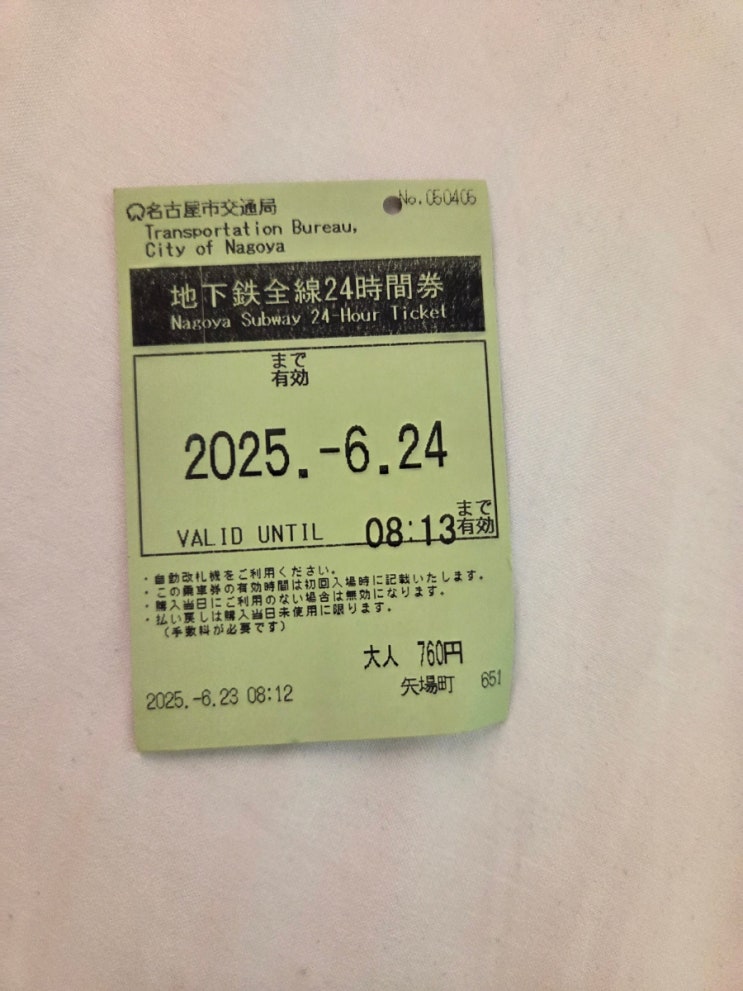 名古屋市交通局
No.050405
Transportation Bureau,
City of Nagoya
地下鉄全線24時間券
Nagoya Subway 24-Hour Ticket
まで
有効
2025.-6.24
VALID UNTIL 08:13 まで有効
・自動改札機をご利用ください。
・この乗車券の有効時間は初回入場時に記載いたします。
・購入当日にご利用のない場合は無効になります。
・払い戻しは購入当日未使用に限ります。
(手数料が必要です)
大人 760円
2025.-6.23 08:12
矢場町 651